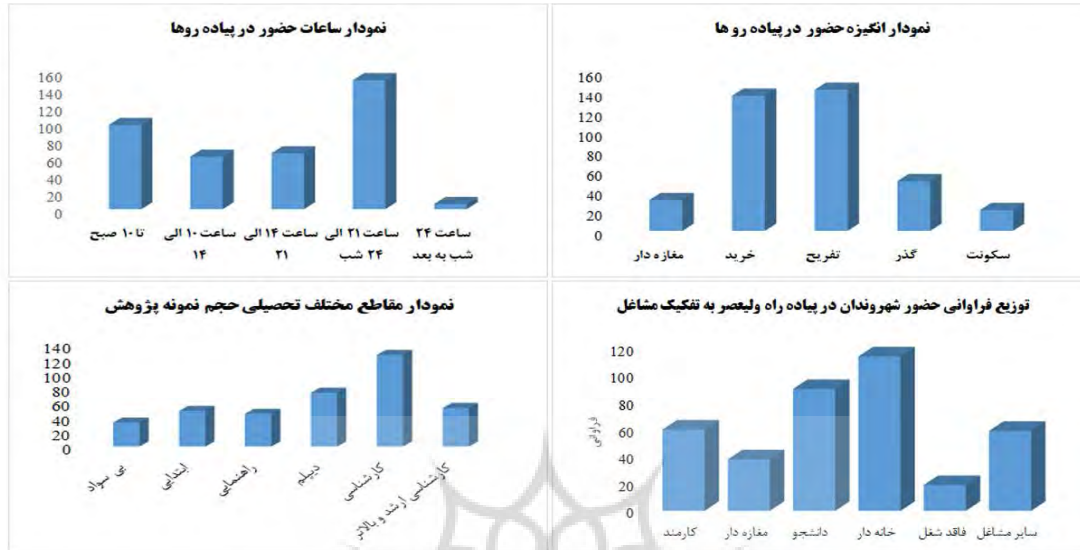 نمودار ساعات حضور در پیاده روها
160
140
120
100
80
60
40
20
0
تا ۱۰ صبح
ساعت ۱۰ الی
۱۴
ساعت ۱۴ الی
۲۱
ساعت ۲۱ الی
۲۴ شب
ساعت ۲۴
شب به بعد
نمودار انگیزه حضور در پیاده رو ها
160
140
120
100
80
60
40
20
0
مغازه دار
خرید
تفریح
گذر
سکونت
نمودار مقاطع مختلف تحصیلی حجم نمونه پژوهش
140
120
100
80
60
40
20
0
بی سواد
ابتدایی
راهنمایی
دیپلم
کارشناسی
کارشناسی ارشد و بالاتر
توزیع فراوانی حضور شهروندان در پیاده راه ولیعصر به تفکیک مشاغل
فراوانی
120
100
80
60
40
20
0
کارمند
مغازه دار
دانشجو
خانه دار
فاقد شغل
سایر مشاغل